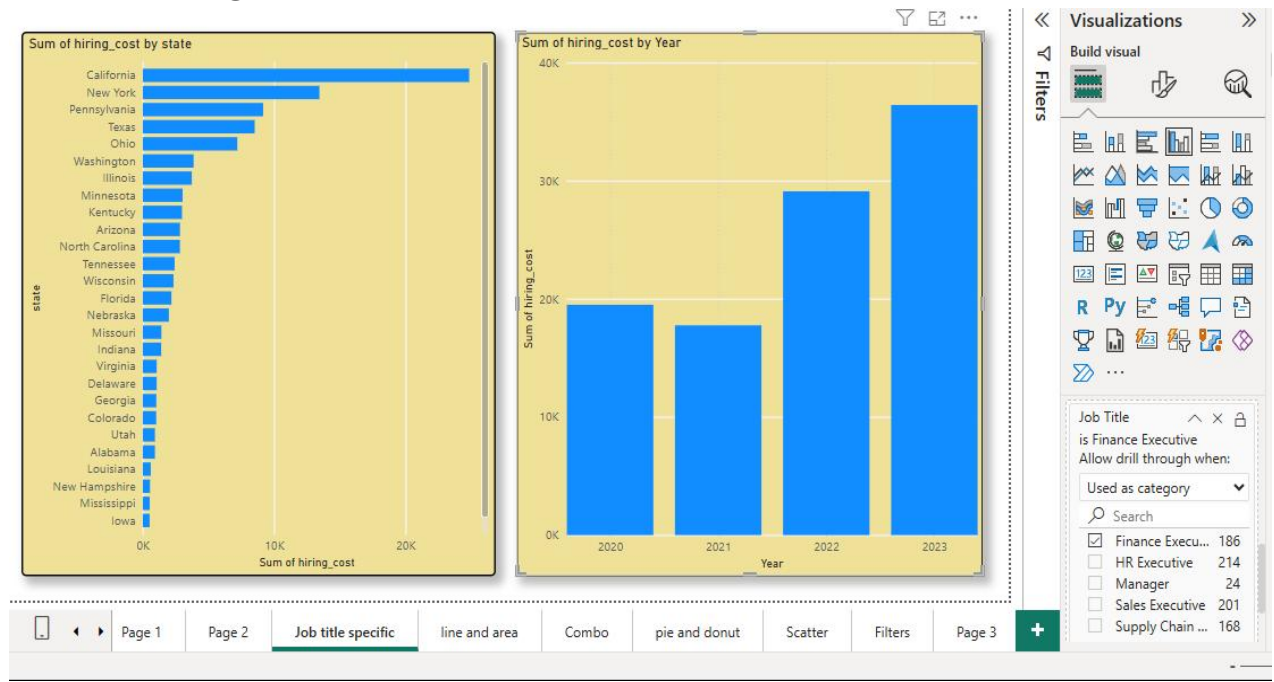 Sum of hiring_cost by state
California
New York
Pennsylvania
Texas
Ohio
Washington
Illinois
Minnesota
Kentucky
Arizona
North Carolina
Tennessee
Wisconsin
Florida
Nebraska
Missouri
Indiana
Virginia
Delaware
Georgia
Colorado
Utah
Alabama
Louisiana
New Hampshire
Mississippi
Iowa
state
0K 10K 20K
Sum of hiring_cost
Sum of hiring_cost by Year
40K
30K
20K
10K
0K
Sum of hiring_cost
2020 2021 2022 2023
Year
Filters
Visualizations
Build visual
123
R Py
123
Job Title
is Finance Executive
Allow drill through when:
Used as category
Search
Finance Execu... 186
HR Executive 214
Manager 24
Sales Executive 201
Supply Chain ... 168
Page 1 Page 2 Job title specific line and area Combo pie and donut Scatter Filters Page 3 +